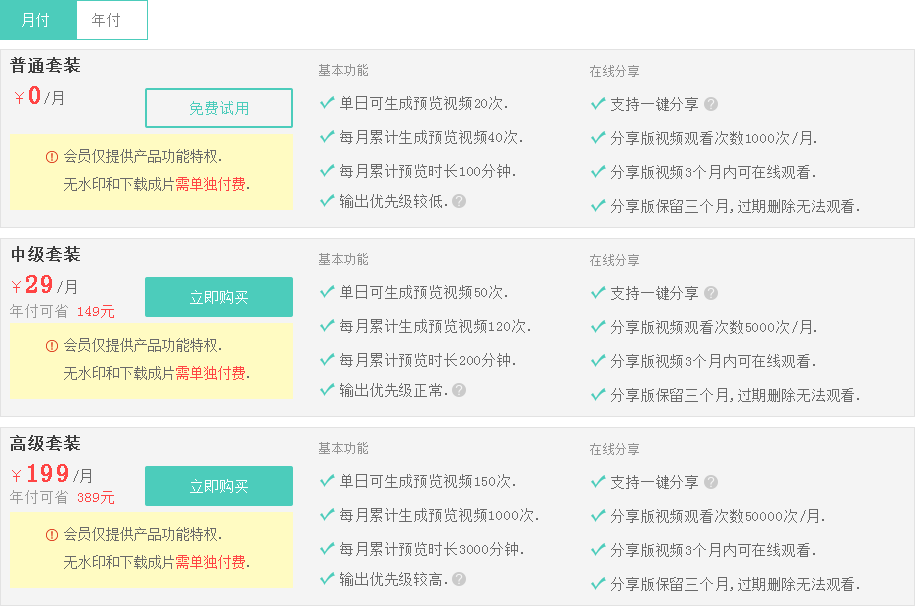 月付 年付
普通套装
￥0/月
免费试用
会员仅提供产品功能特权.
无水印和下载成片需单独付费.
基本功能
单日可生成预览视频20次.
每月累计生成预览视频40次.
每月累计预览时长100分钟.
输出优先级较低.
在线分享
支持一键分享
分享版视频观看次数1000次/月.
分享版视频3个月内可在线观看.
分享版保留三个月,过期删除无法观看.
中级套装
￥29/月
年付可省 149元
立即购买
会员仅提供产品功能特权.
无水印和下载成片需单独付费.
基本功能
单日可生成预览视频50次.
每月累计生成预览视频120次.
每月累计预览时长200分钟.
输出优先级正常.
在线分享
支持一键分享
分享版视频观看次数5000次/月.
分享版视频3个月内可在线观看.
分享版保留三个月,过期删除无法观看.
高级套装
￥199/月
年付可省 389元
立即购买
会员仅提供产品功能特权.
无水印和下载成片需单独付费.
基本功能
单日可生成预览视频150次.
每月累计生成预览视频1000次.
每月累计预览时长3000分钟.
输出优先级较高.
在线分享
支持一键分享
分享版视频观看次数50000次/月.
分享版视频3个月内可在线观看.
分享版保留三个月,过期删除无法观看.